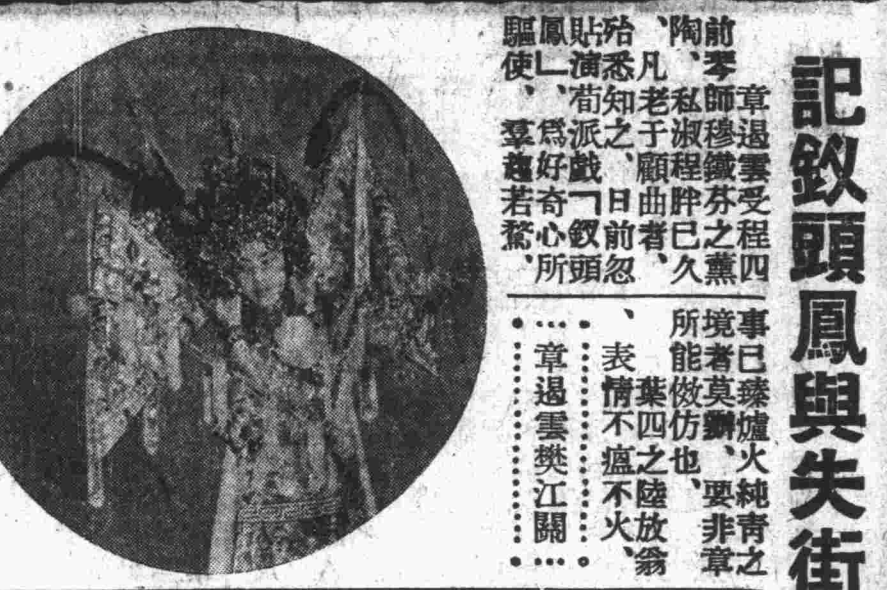 記釵頭鳳與失街
章遏雲受程四
前琴師穆鐵芬之薰
陶、私淑程腔已久
、凡老于顧曲者、
殆悉知之、日前忽
貼演荀派戲「釵頭
鳳」、爲好奇心所
驅使、羣趨若鶩、
事已臻爐火純青之
境者莫辦、要非章
所能倣仿也、
葉四之陸放翁
、表情不瘟不火、
章遏雲樊江關